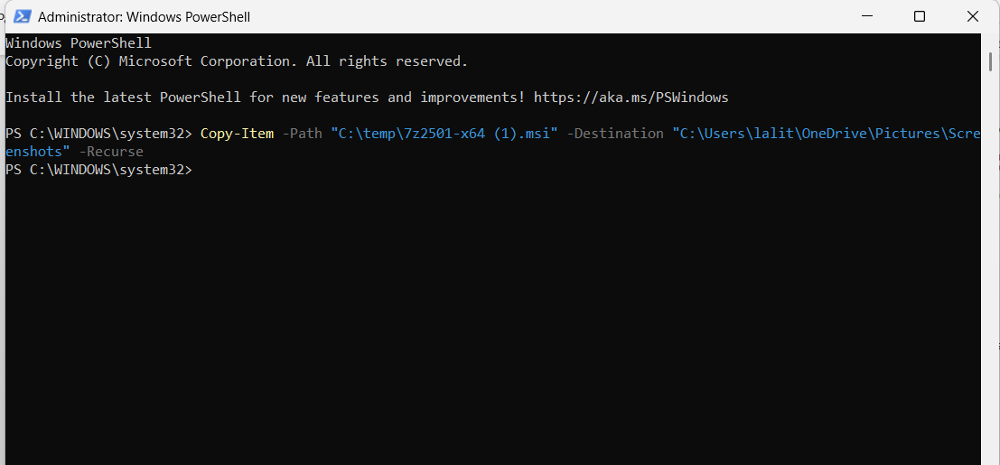 Administrator: Windows PowerShell
Windows PowerShell
Copyright (C) Microsoft Corporation. All rights reserved.
Install the latest PowerShell for new features and improvements! https://aka.ms/PSWindows
PS C:\WINDOWS\system32> Copy-Item -Path "C:\temp\7z2501-x64 (1).msi" -Destination "C:\Users\lalit\OneDrive\Pictures\Scre
enshots" -Recurse
PS C:\WINDOWS\system32>